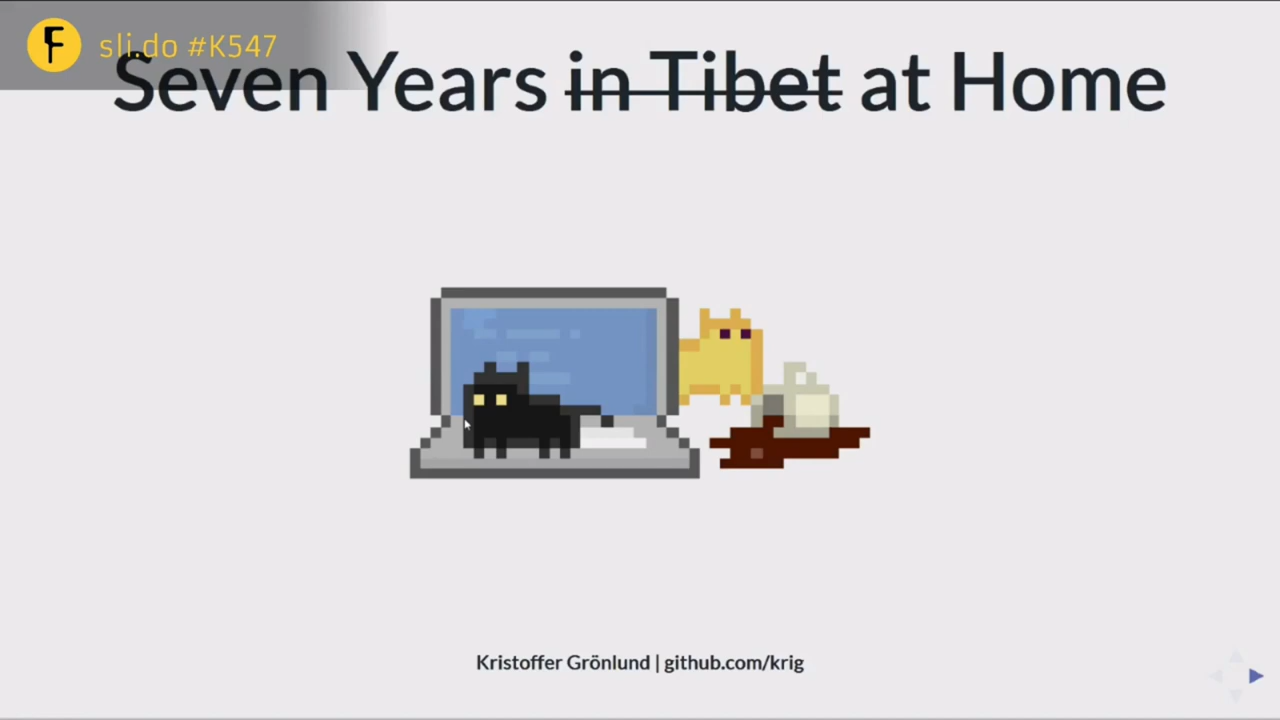 sli.do #K547
Seven Years in Tibet at Home
Kristoffer Grönlund | github.com/krig